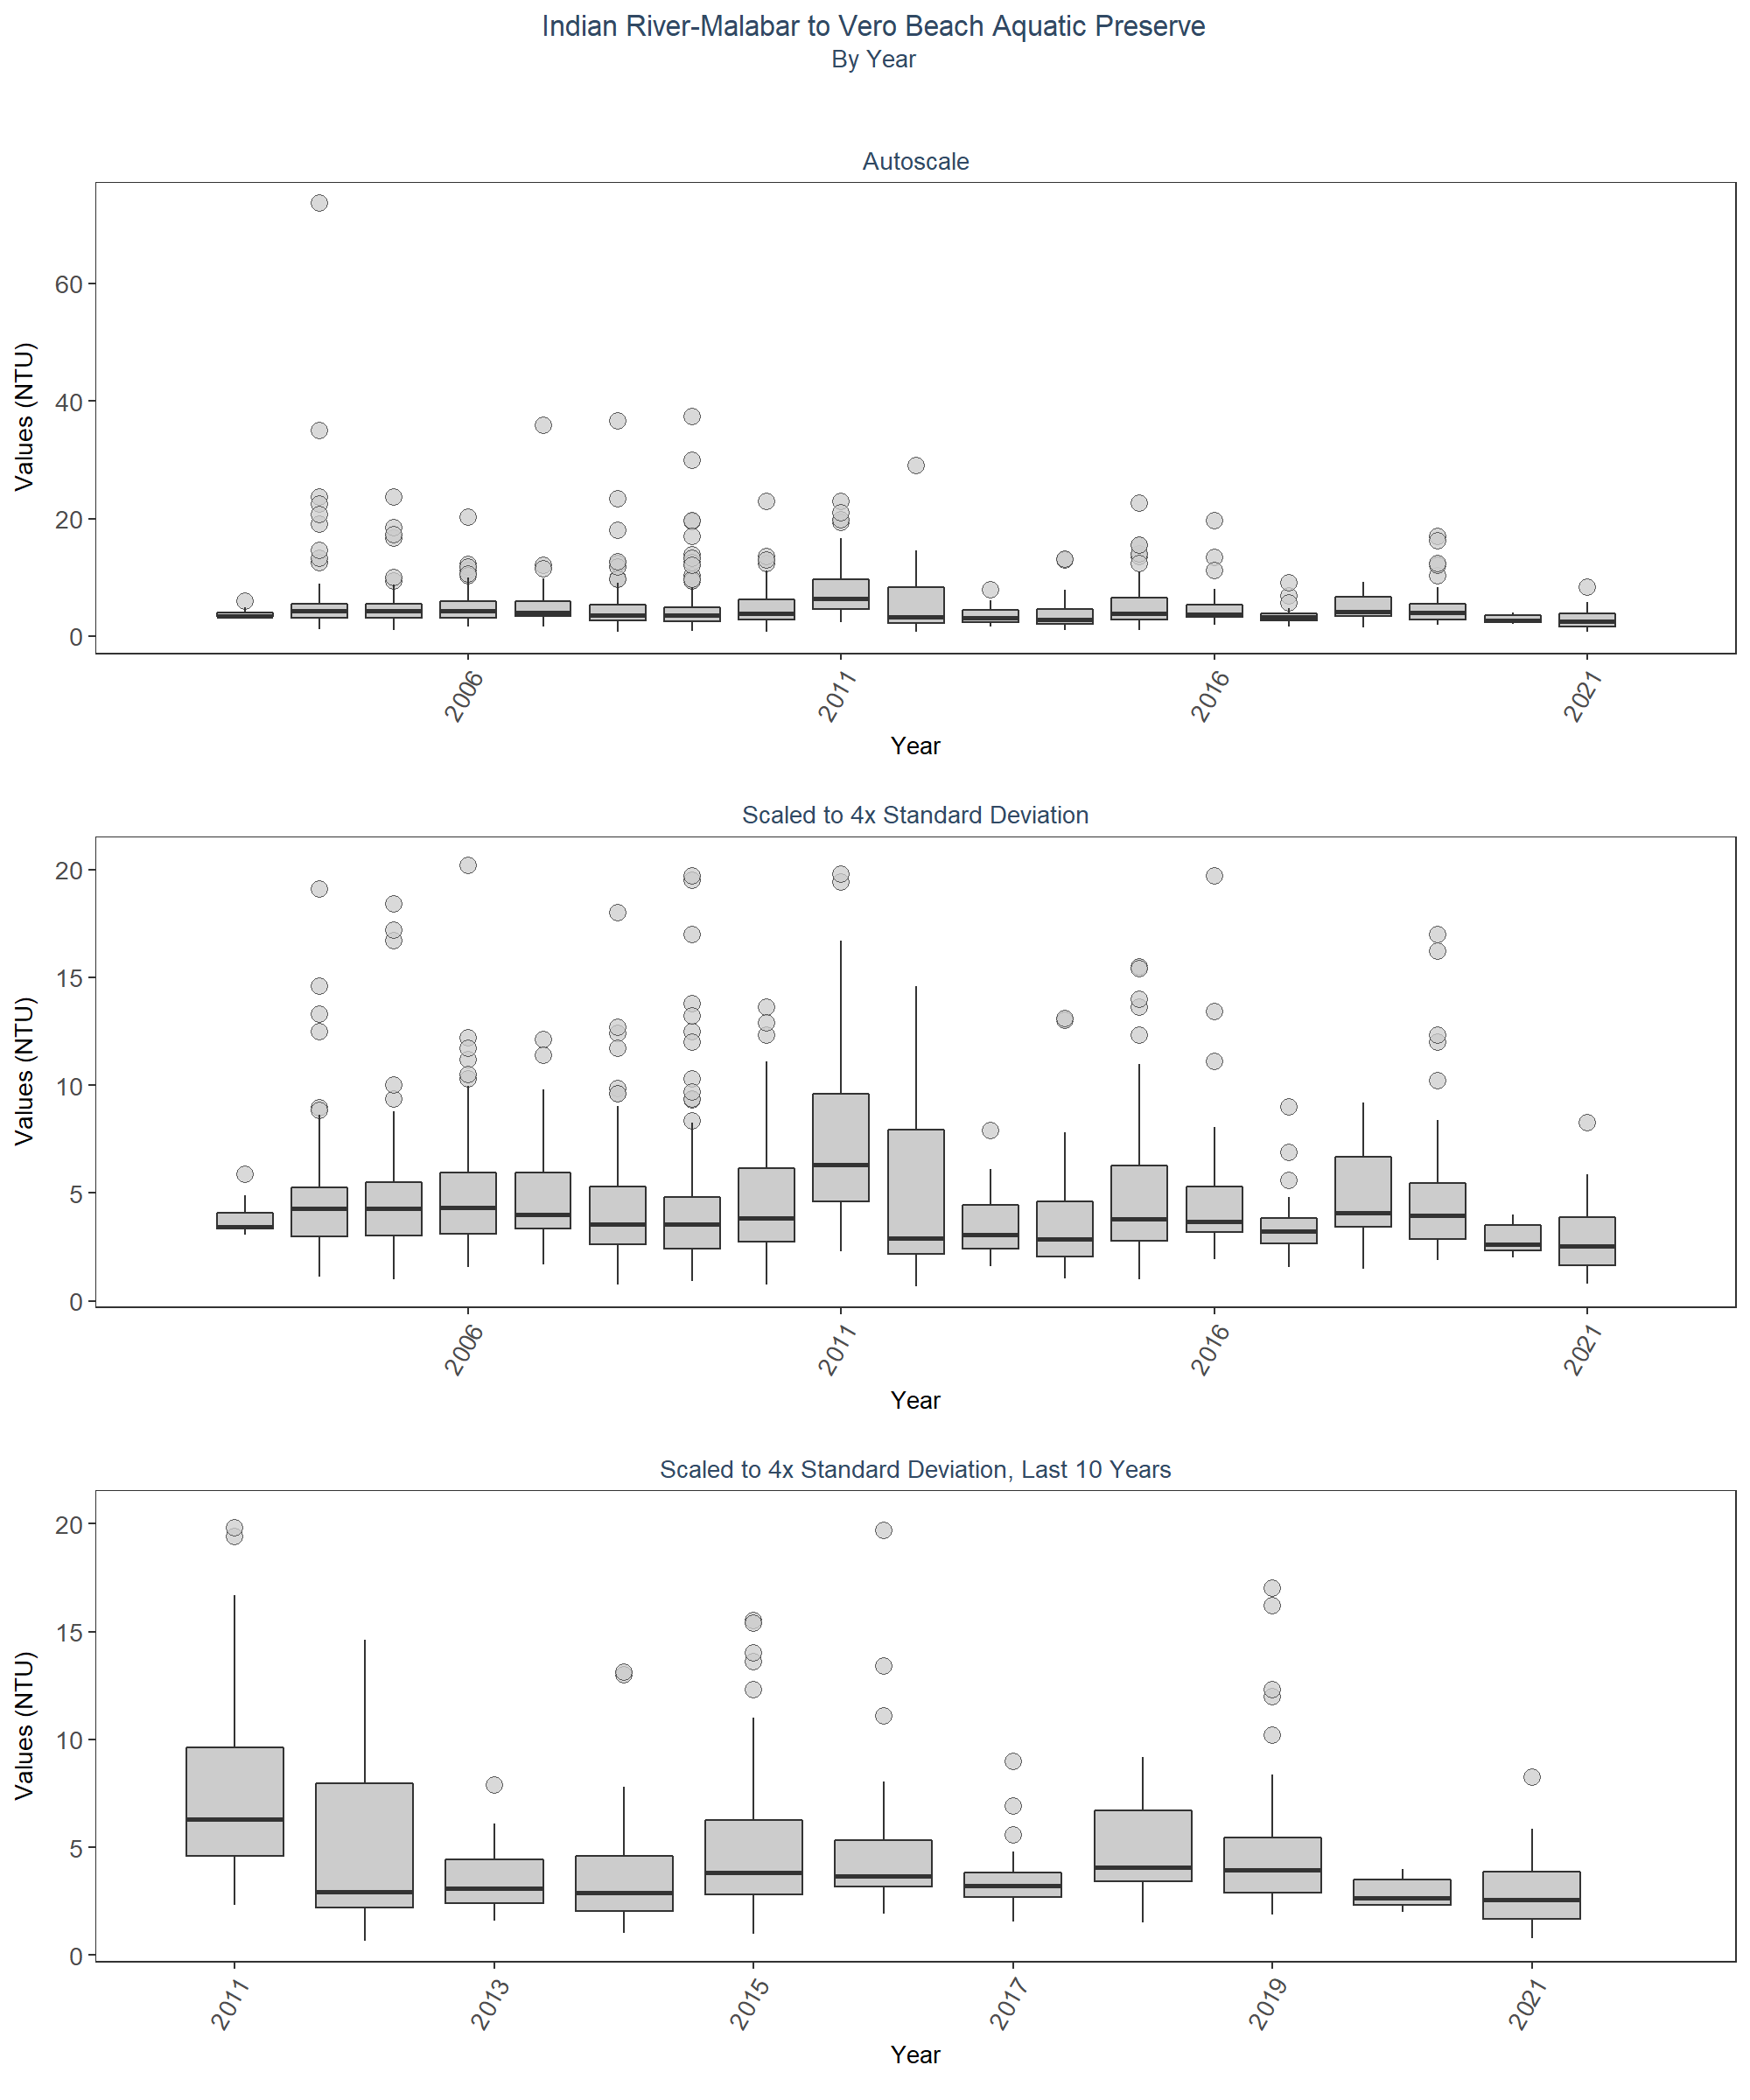 Indian River-Malabar to Vero Beach Aquatic Preserve
By Year
Autoscale
60
40
20
0
Values (NTU)
2006
2011
2016
2021
Year
Scaled to 4x Standard Deviation
20
15
10
5
0
Values (NTU)
2006
2011
2016
2021
Year
Scaled to 4x Standard Deviation, Last 10 Years
20
15
10
5
0
Values (NTU)
2011
2013
2015
2017
2019
2021
Year